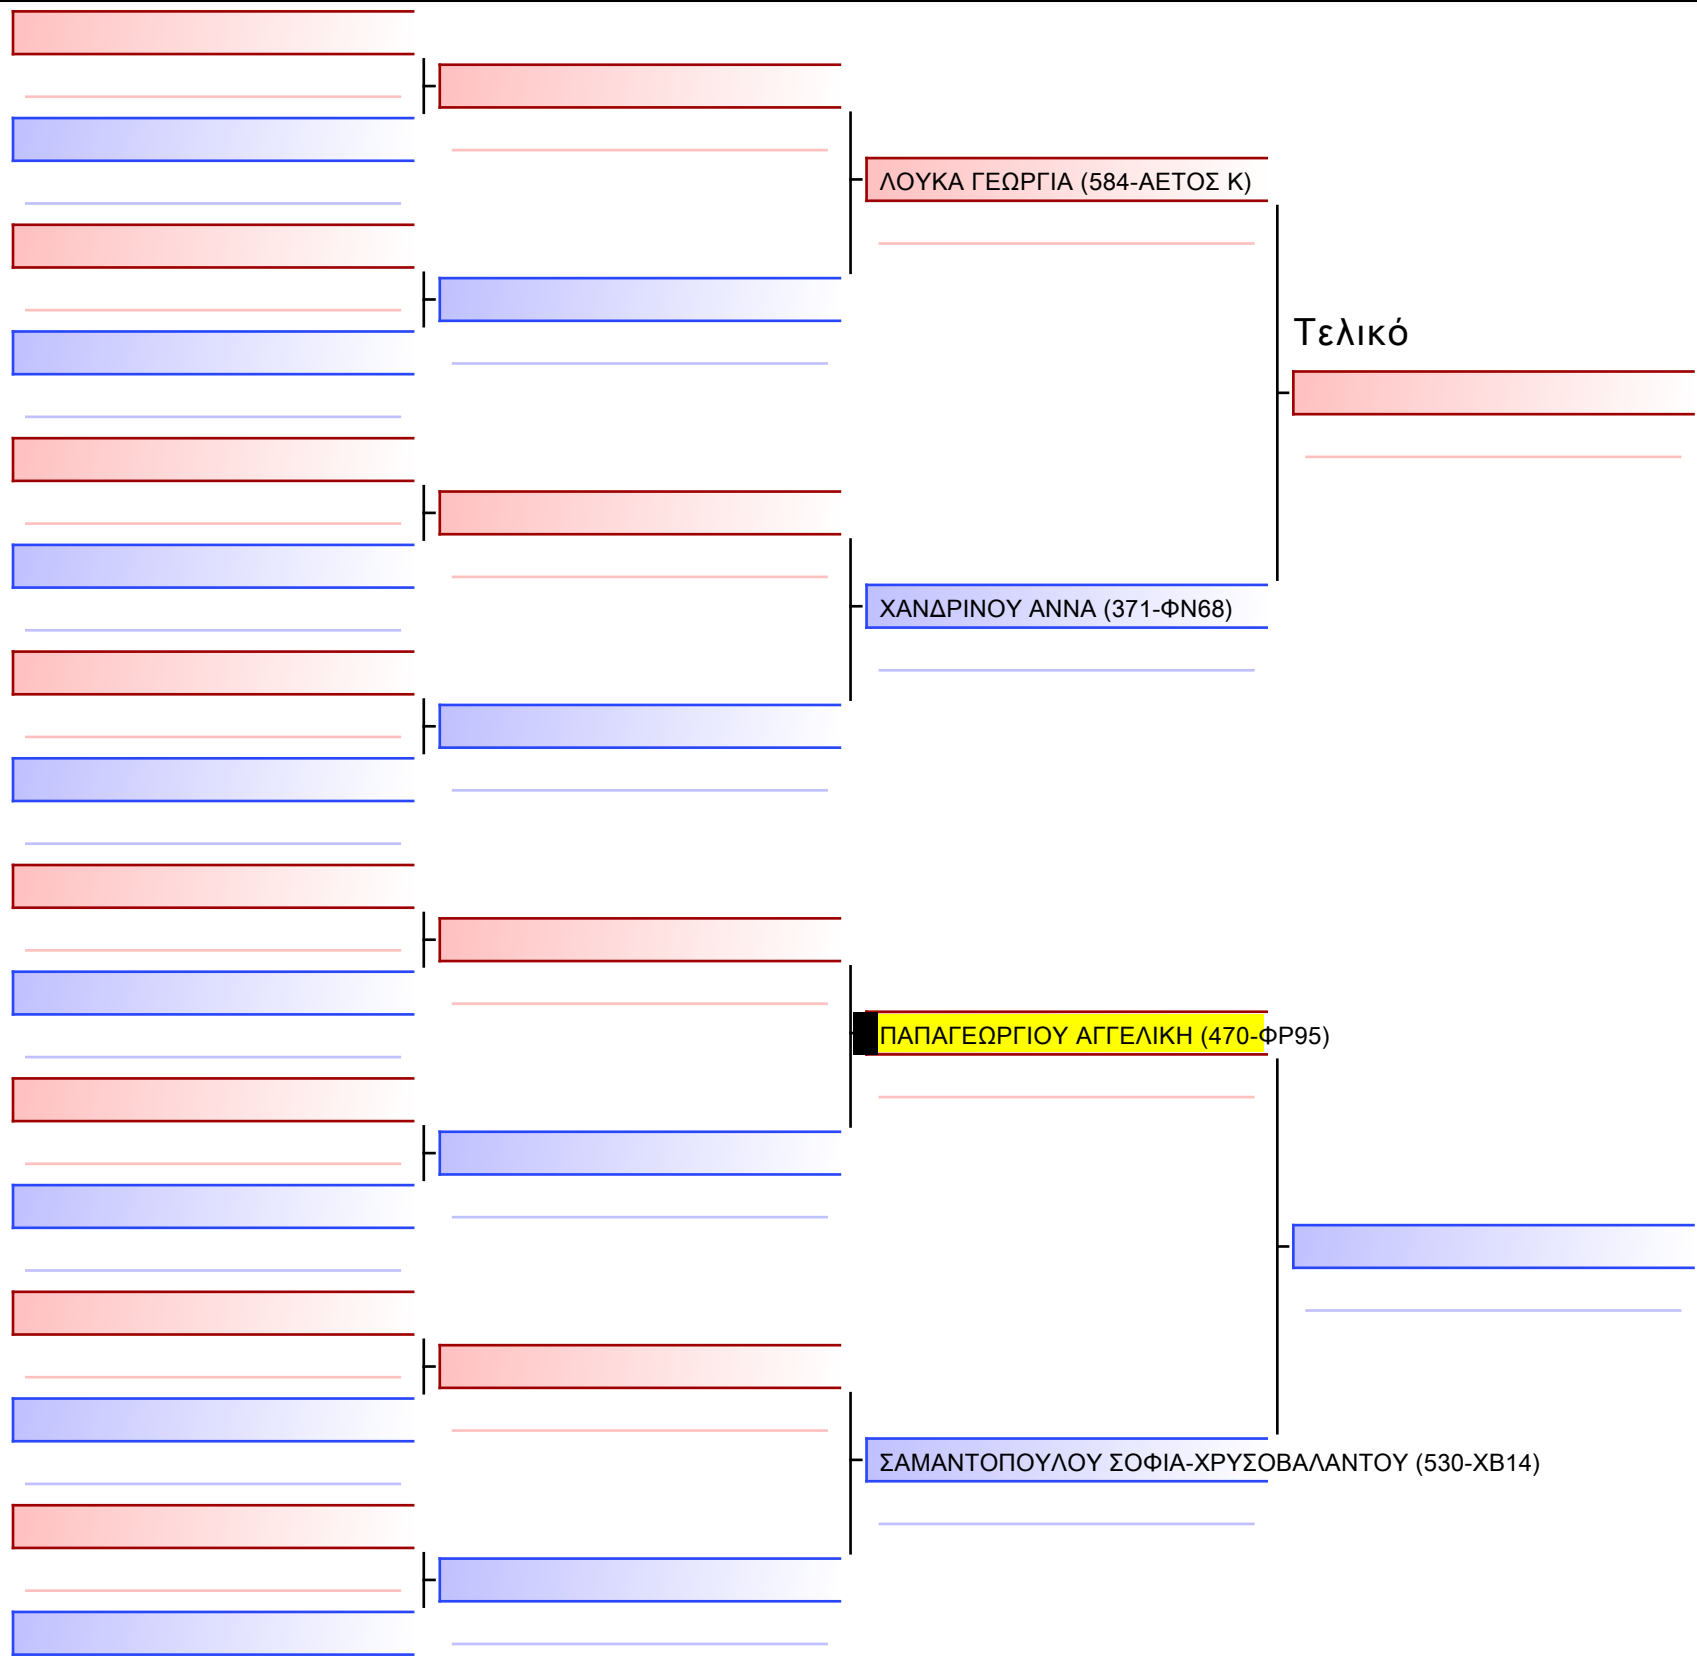 ΛΟΥΚΑ ΓΕΩΡΓΙΑ (584-ΑΕΤΟΣ Κ)
Τελικό
ΧΑΝΔΡΙΝΟΥ ΑΝΝΑ (371-ΦΝ68)
ΠΑΠΑΓΕΩΡΓΙΟΥ ΑΓΓΕΛΙΚΗ (470-ΦΡ95)
ΣΑΜΑΝΤΟΠΟΥΛΟΥ ΣΟΦΙΑ-ΧΡΥΣΟΒΑΛΑΝΤΟΥ (530-ΧΒ14)